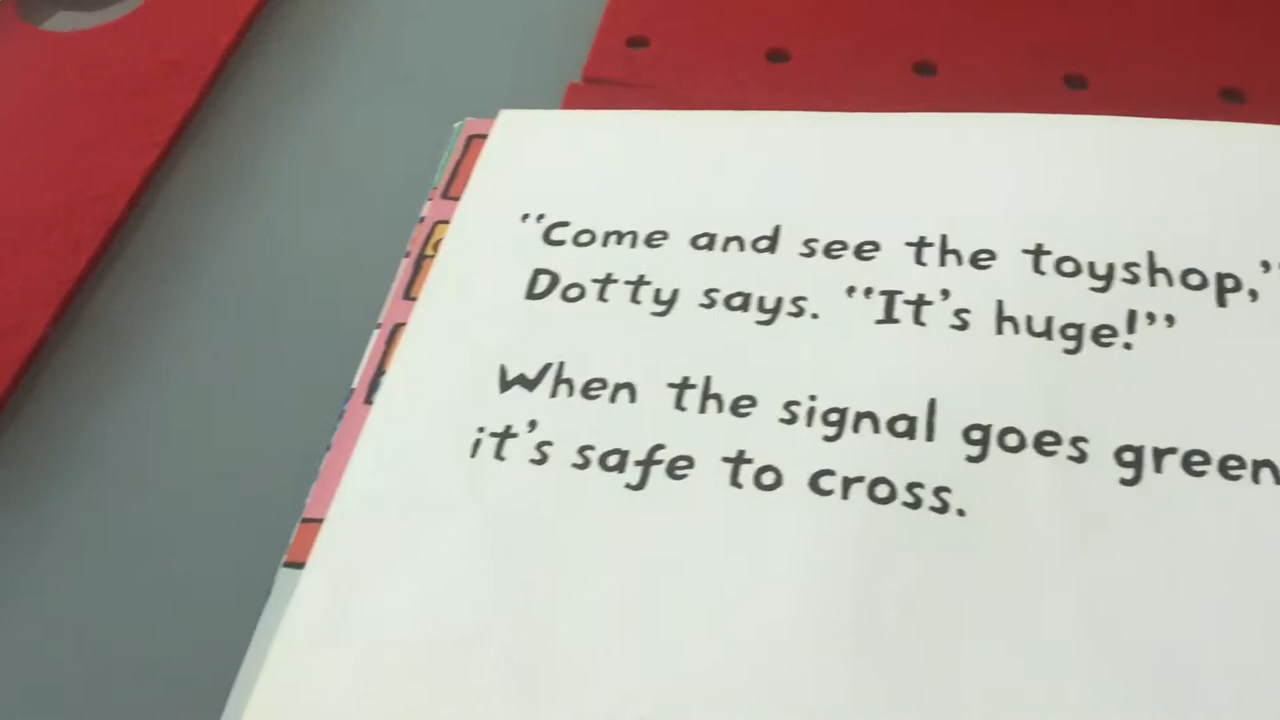 "Come and see the toyshop,"
Dotty says. "It's huge!"
When the signal goes green
it's safe to cross.